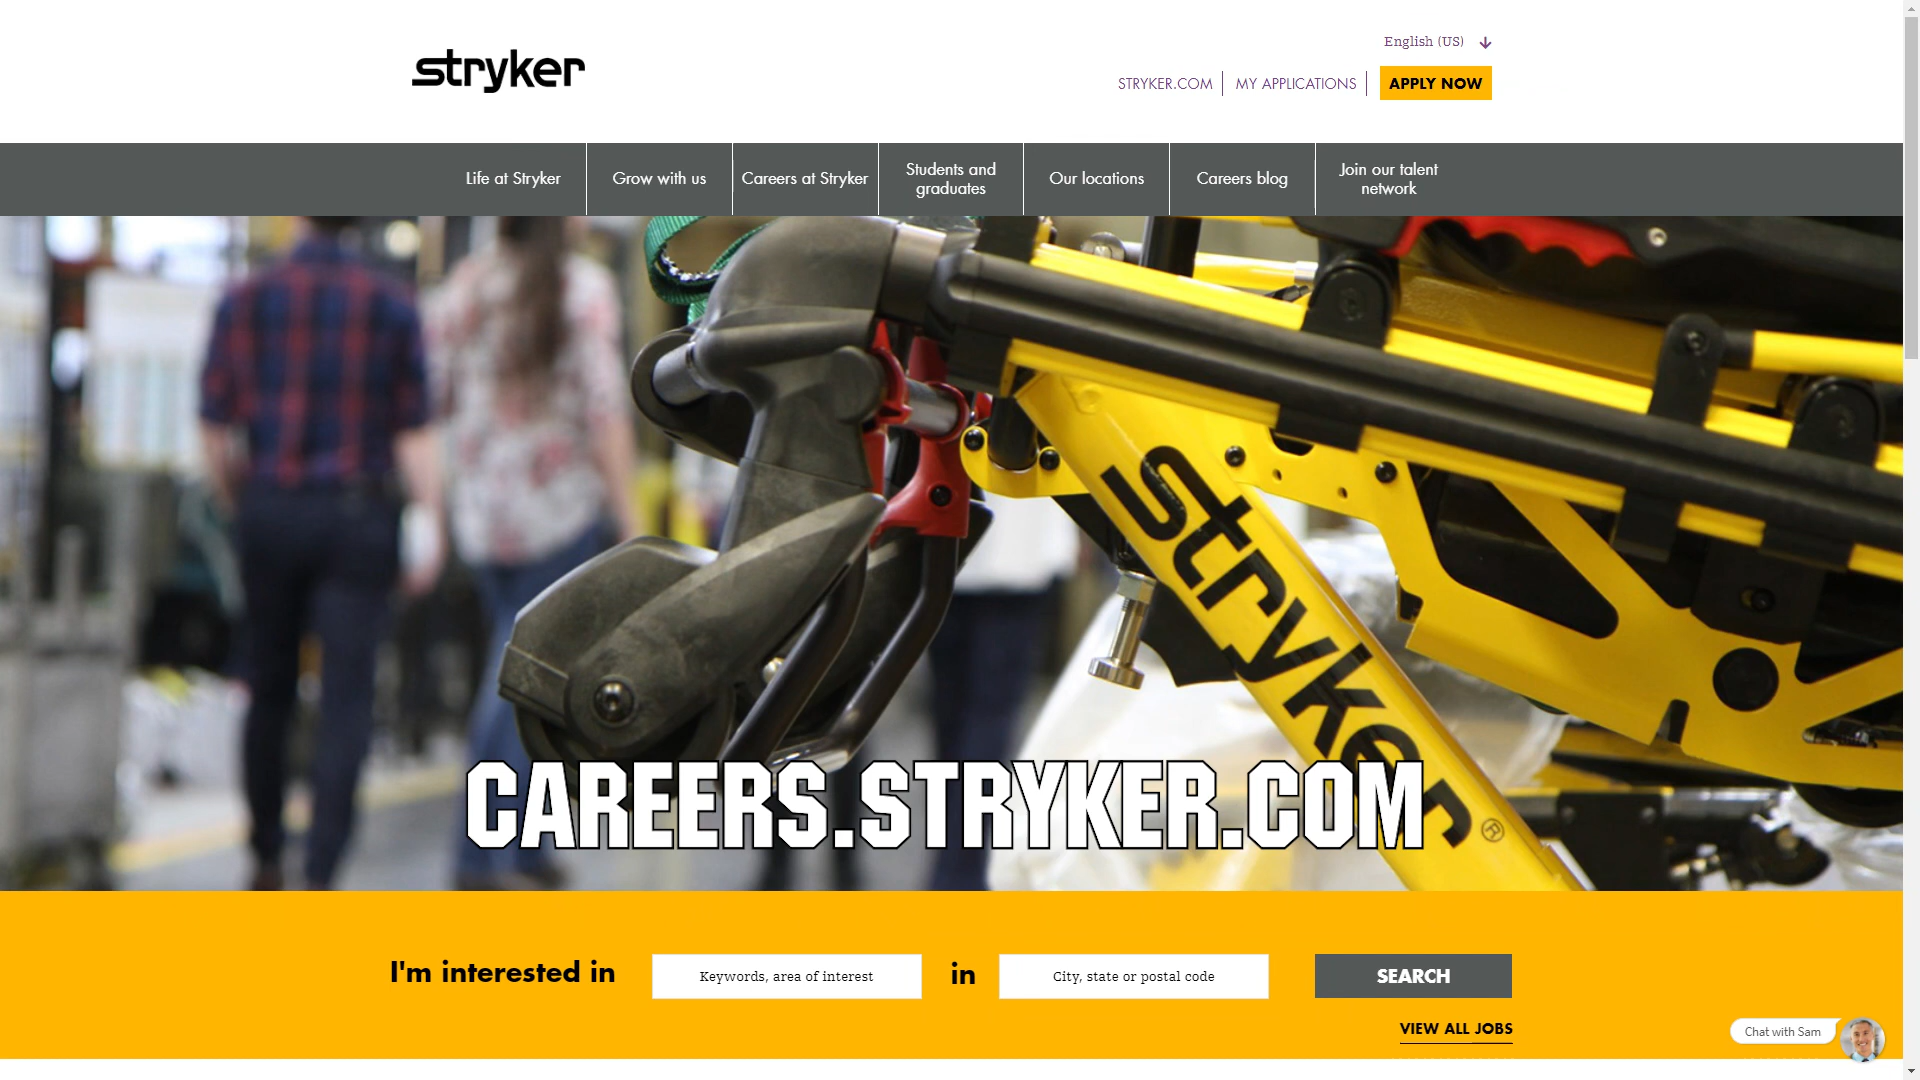 stryker
English (US)
STRYKER.COM
MY APPLICATIONS
APPLY NOW
Life at Stryker
Grow with us
Careers at Stryker
Students and
graduates
Our locations
Careers blog
Join our talent
network
stryker®
CAREERS.STRYKER.COM
I'm interested in
Keywords, area of interest
in
City, state or postal code
SEARCH
VIEW ALL JOBS
Chat with Sam